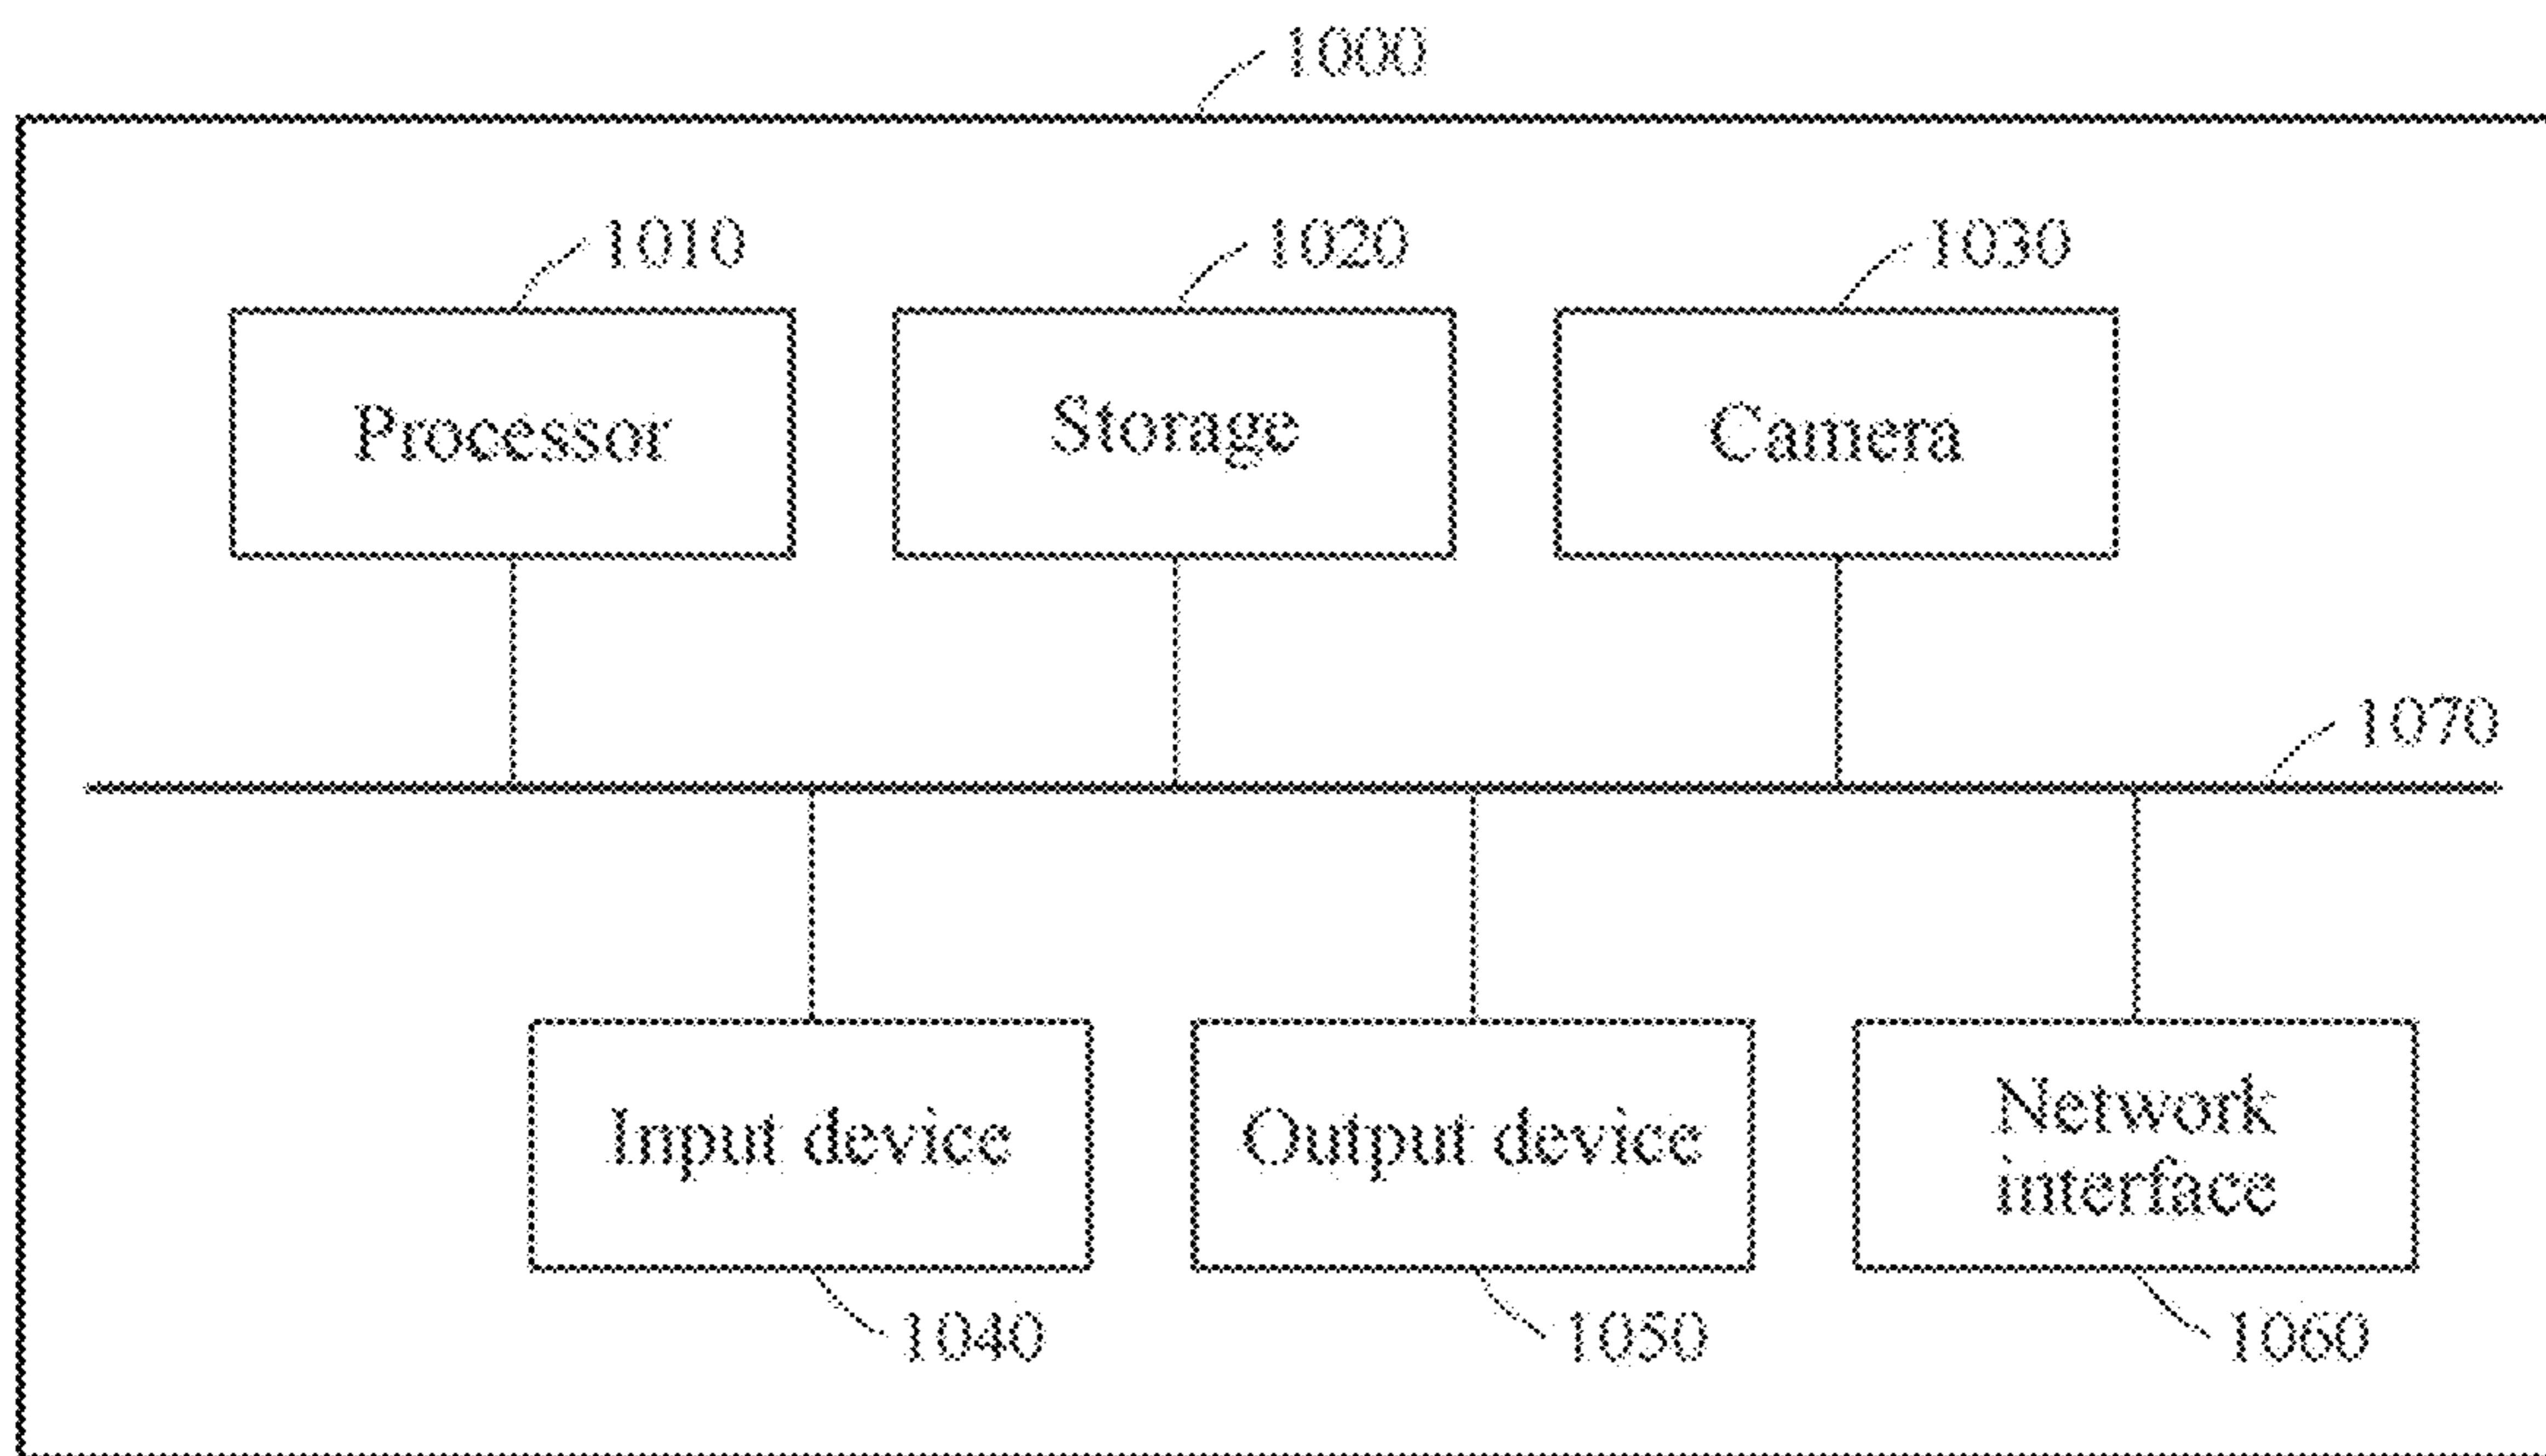 1000
1010
1020
1030
Processor
Storage
Camera
1070
Input device
Output device
Network
interface
1040
1050
1060